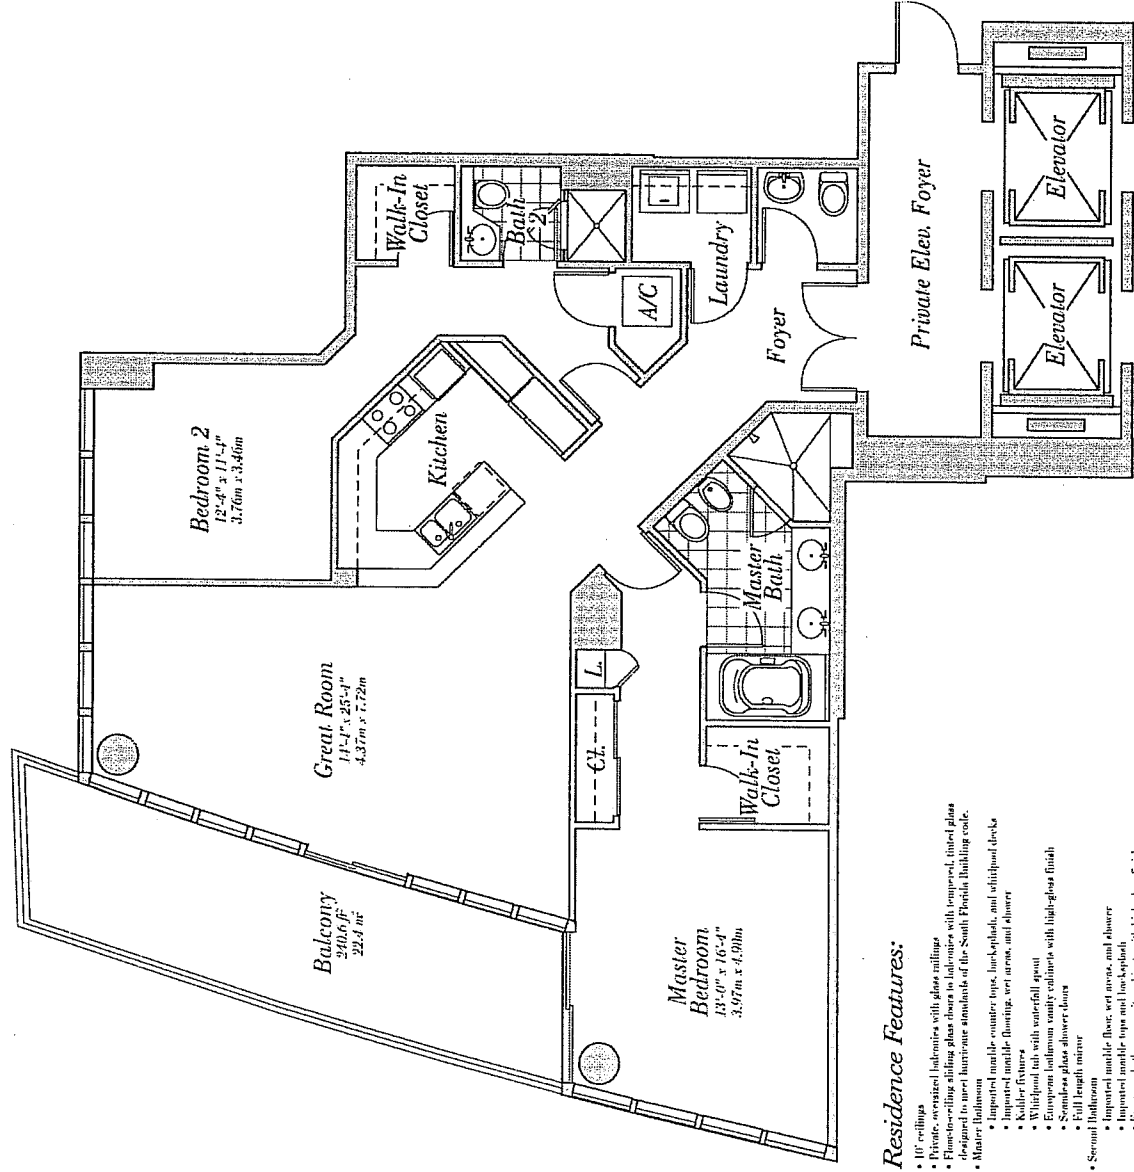 Walk-In
Closet
Bath
2
Bedroom 2
12'-4" x 11'-4"
3.76m x 3.46m
Kitchen
A/C
Laundry
Foyer
Private Elev. Foyer
Elevator
Elevator
Great Room
14'-4" x 25'-4"
4.37m x 7.72m
L.
Cl.
Master
Bath
Walk-In
Closet
Balcony
240.6 ft²
22.4 m²
Master
Bedroom
13'-0" x 16'-4"
3.97m x 4.98m
Residence Features:
• 10' ceilings
• Private, oversized balconies with glass railings
• Floor-to-ceiling sliding glass doors to balconies with tempered, tinted glass
designed to meet hurricane standards of the South Florida Building code.
• Master Bathroom
• Imported marble counter tops, backsplash, and whirlpool decks
• Imported marble flooring, wet areas, and shower
• Kohler fixtures
• Whirlpool tub with waterfall spout
• European bathroom vanity cabinets with high-gloss finish
• Seamless glass shower doors
• Full length mirror
• Second Bathroom
• Imported marble floor, wet areas, and shower
• Imported marble tops and backsplash